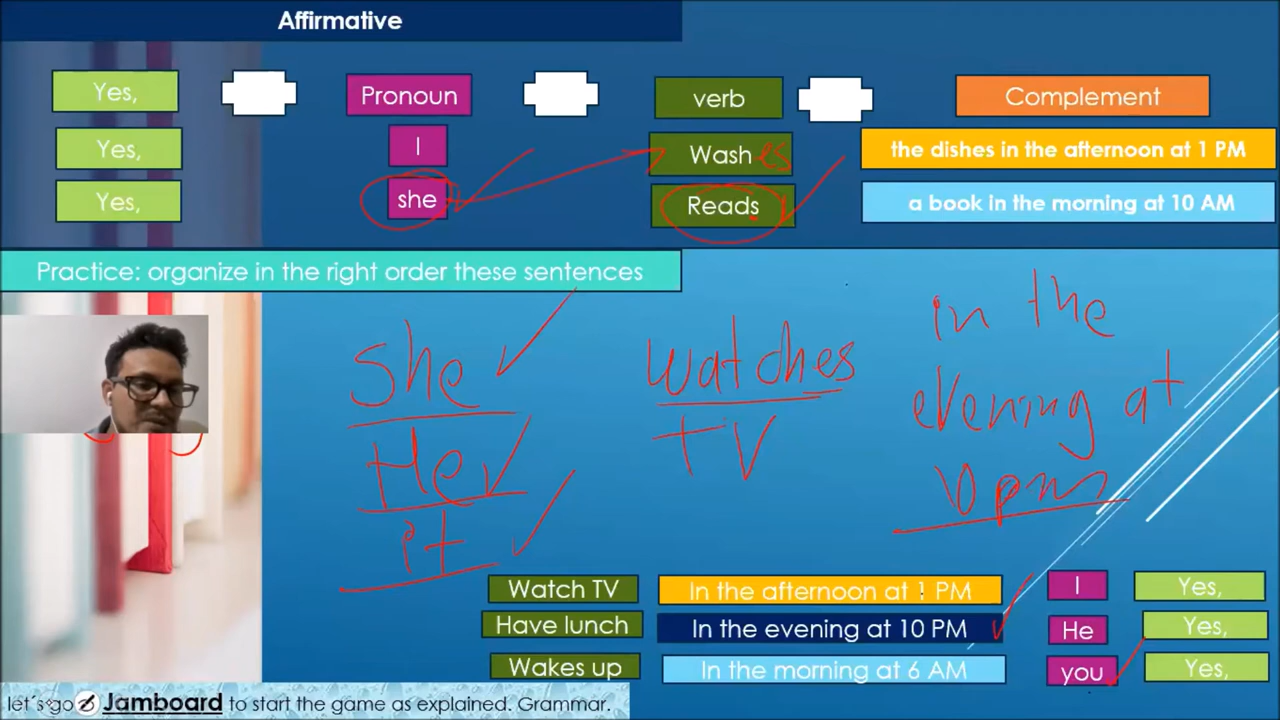 Affirmative
Yes, Pronoun verb Complement
Yes, I Wash es the dishes in the afternoon at 1 PM
Yes, she Reads a book in the morning at 10 AM
Practice: organize in the right order these sentences
She watches in the
He TV evening at
it 10 pm
Watch TV In the afternoon at 1 PM I Yes,
Have lunch In the evening at 10 PM He Yes,
Wakes up In the morning at 6 AM you Yes,
let´s go Jamboard to start the game as explained. Grammar.